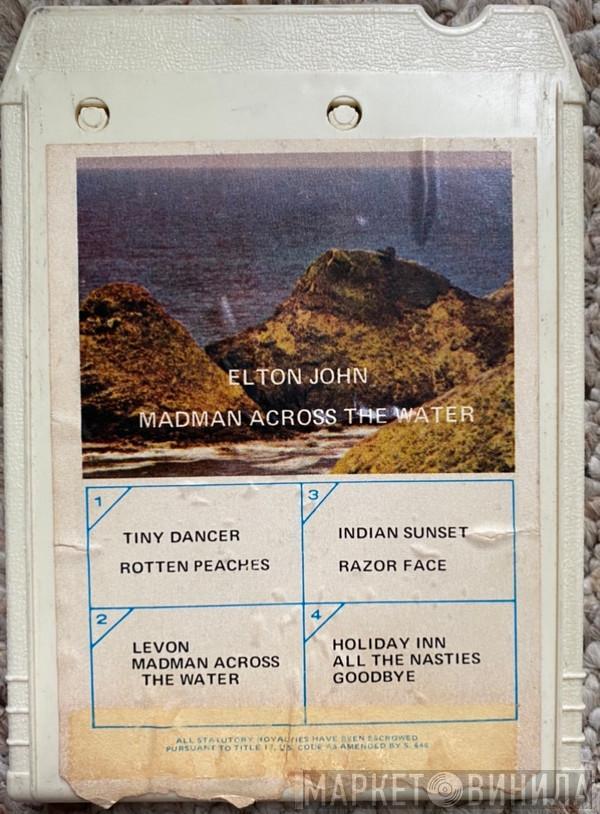 ELTON JOHN
MADMAN ACROSS THE WATER
1
TINY DANCER
ROTTEN PEACHES
3
INDIAN SUNSET
RAZOR FACE
2
LEVON
MADMAN ACROSS
THE WATER
4
HOLIDAY INN
ALL THE NASTIES
GOODBYE
ALL STATUTORY ROYALTIES HAVE BEEN ESCROWED
PURSUANT TO TITLE 17, US. CODE AS AMENDED BY S. 646
МАРКЕТ ВИНИЛА